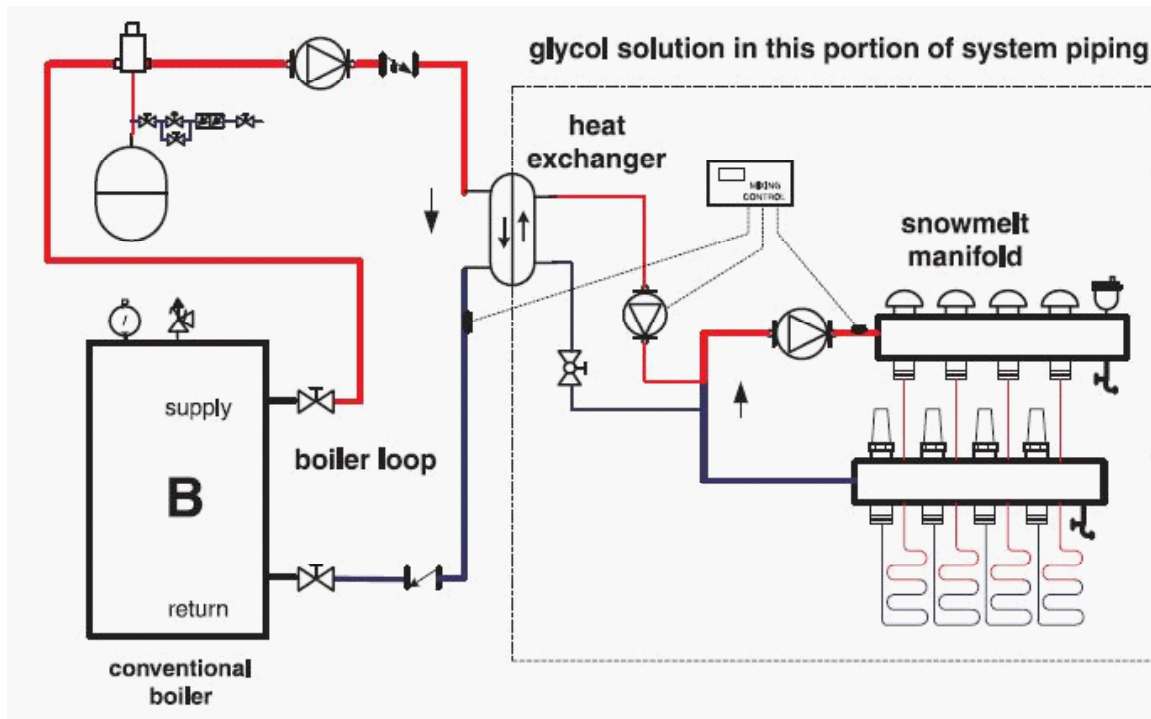 glycol solution in this portion of system piping
heat
exchanger
MIXING
CONTROL
snowmelt
manifold
supply
boiler loop
B
return
conventional
boiler